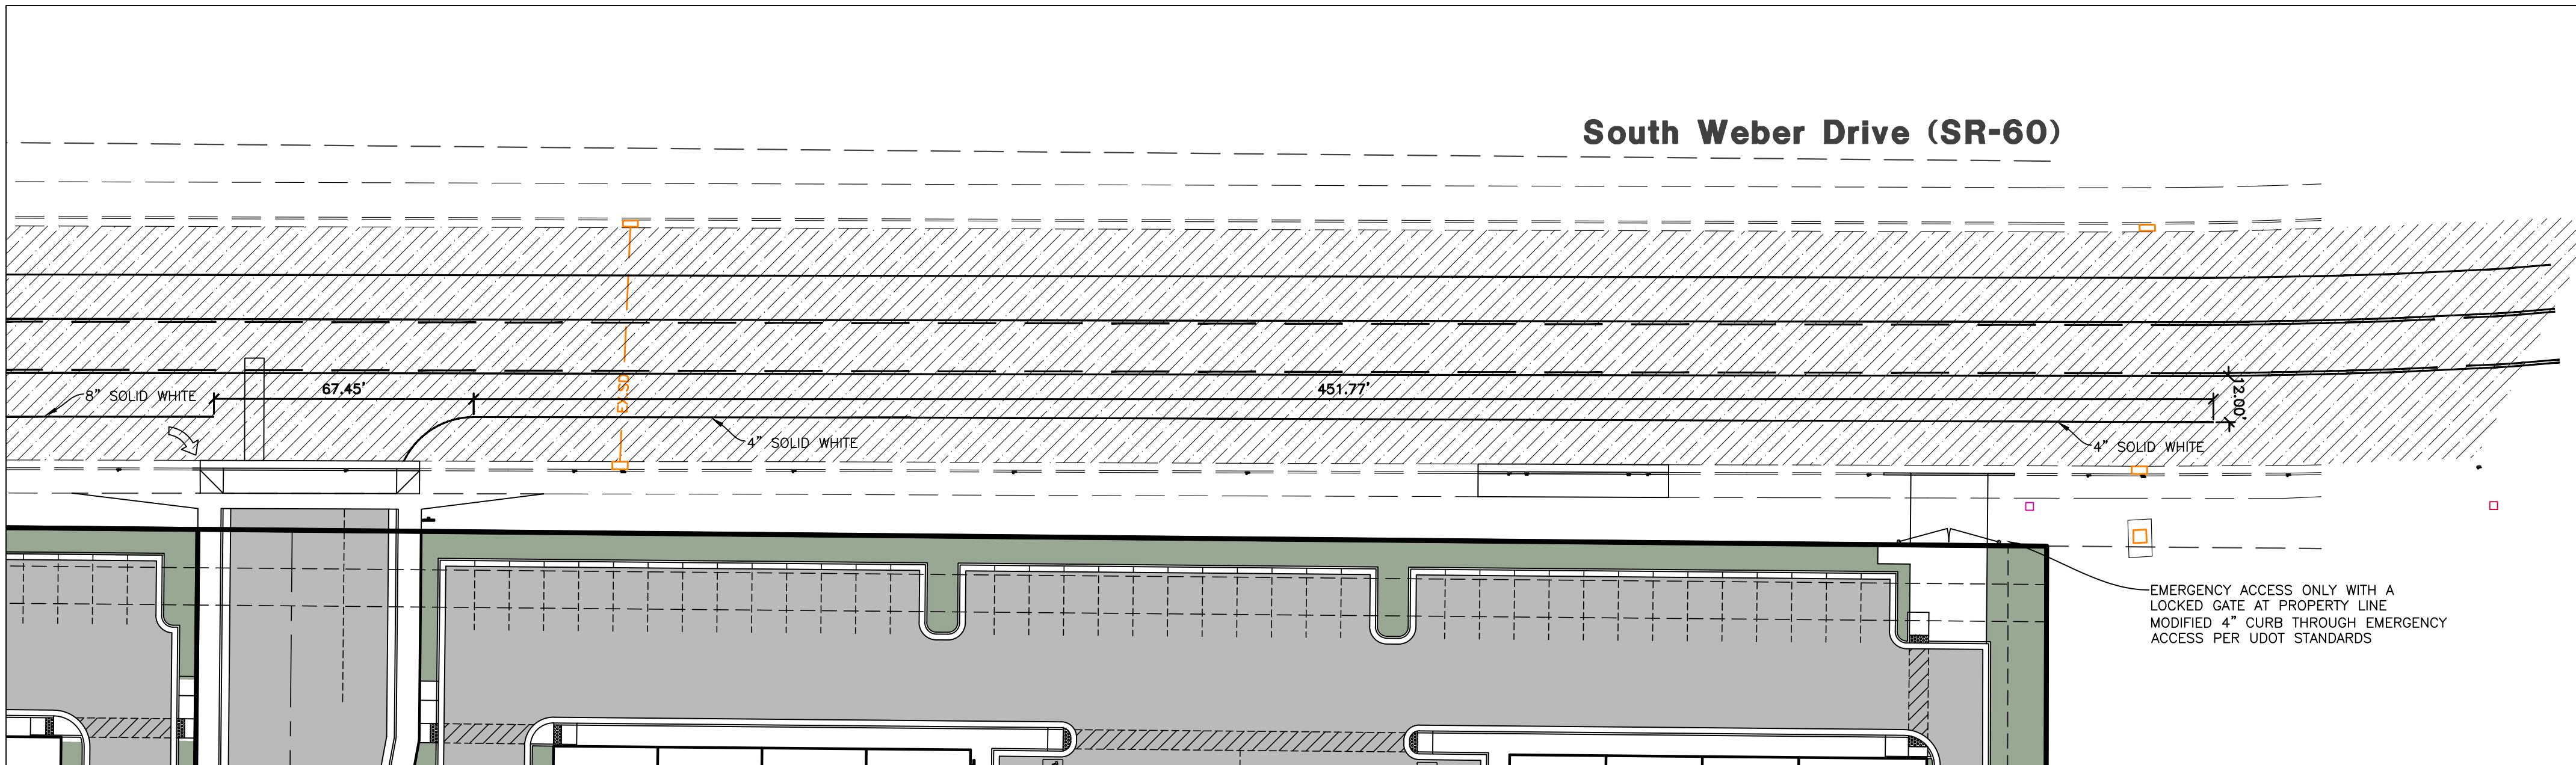 South Weber Drive (SR-60)
8" SOLID WHITE
67.45'
EX.SD
451.77'
12.00'
4" SOLID WHITE
4" SOLID WHITE
EMERGENCY ACCESS ONLY WITH A
LOCKED GATE AT PROPERTY LINE
MODIFIED 4" CURB THROUGH EMERGENCY
ACCESS PER UDOT STANDARDS